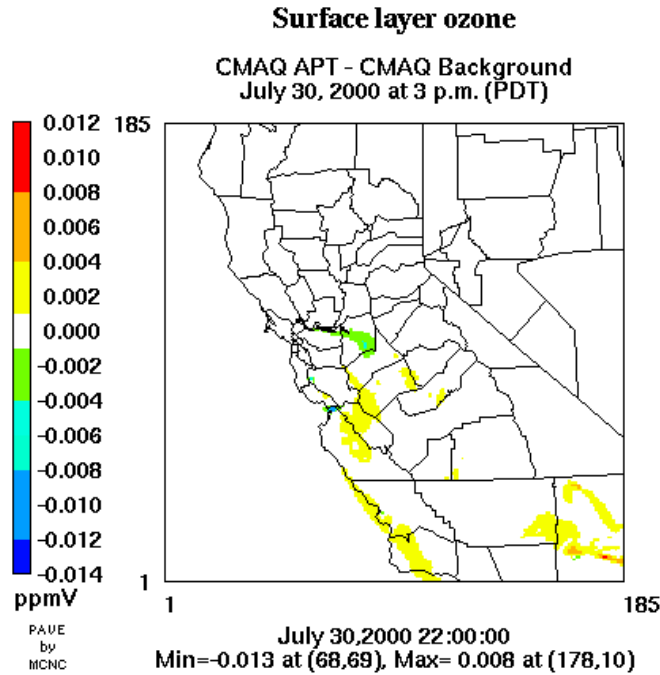 Surface layer ozone
CMAQ APT - CMAQ Background
July 30, 2000 at 3 p.m. (PDT)
0.012
0.010
0.008
0.006
0.004
0.002
0.000
-0.002
-0.004
-0.006
-0.008
-0.010
-0.012
-0.014
ppmV
PAVE
by
MCNC
185
1
1
185
July 30,2000 22:00:00
Min=-0.013 at (68,69), Max= 0.008 at (178,10)